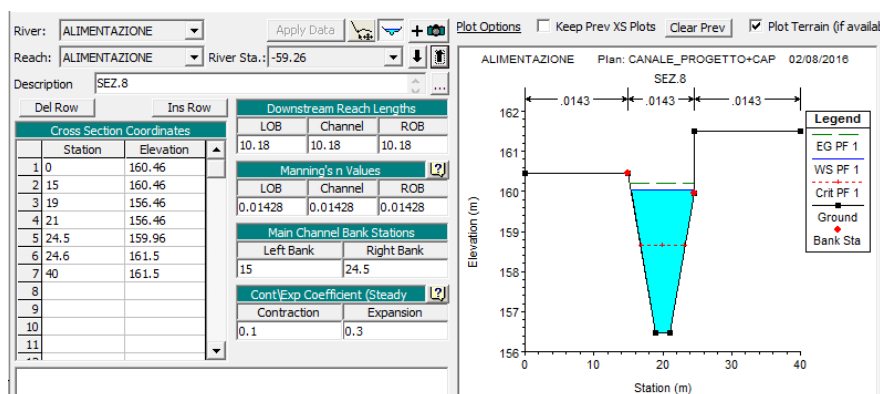 River: ALIMENTAZIONE Apply Data
Reach: ALIMENTAZIONE River Sta.: -59.26
Description SEZ.8 ...
Del Row Ins Row
Cross Section Coordinates
Station Elevation
1 0 160.46
2 15 160.46
3 19 156.46
4 21 156.46
5 24.5 159.96
6 24.6 161.5
7 40 161.5
8
9
10
11
Downstream Reach Lengths
LOB Channel ROB
10.18 10.18 10.18
Manning's n Values
LOB Channel ROB
0.01428 0.01428 0.01428
Main Channel Bank Stations
Left Bank Right Bank
15 24.5
Cont\Exp Coefficient (Steady
Contraction Expansion
0.1 0.3
Plot Options Keep Prev XS Plots Clear Prev Plot Terrain (if availab
ALIMENTAZIONE Plan: CANALE_PROGETTO+CAP 02/08/2016
SEZ.8
.0143 .0143 .0143
162
161
160
159
158
157
156
Elevation (m)
0 10 20 30 40
Station (m)
Legend
EG PF 1
WS PF 1
Crit PF 1
Ground
Bank Sta